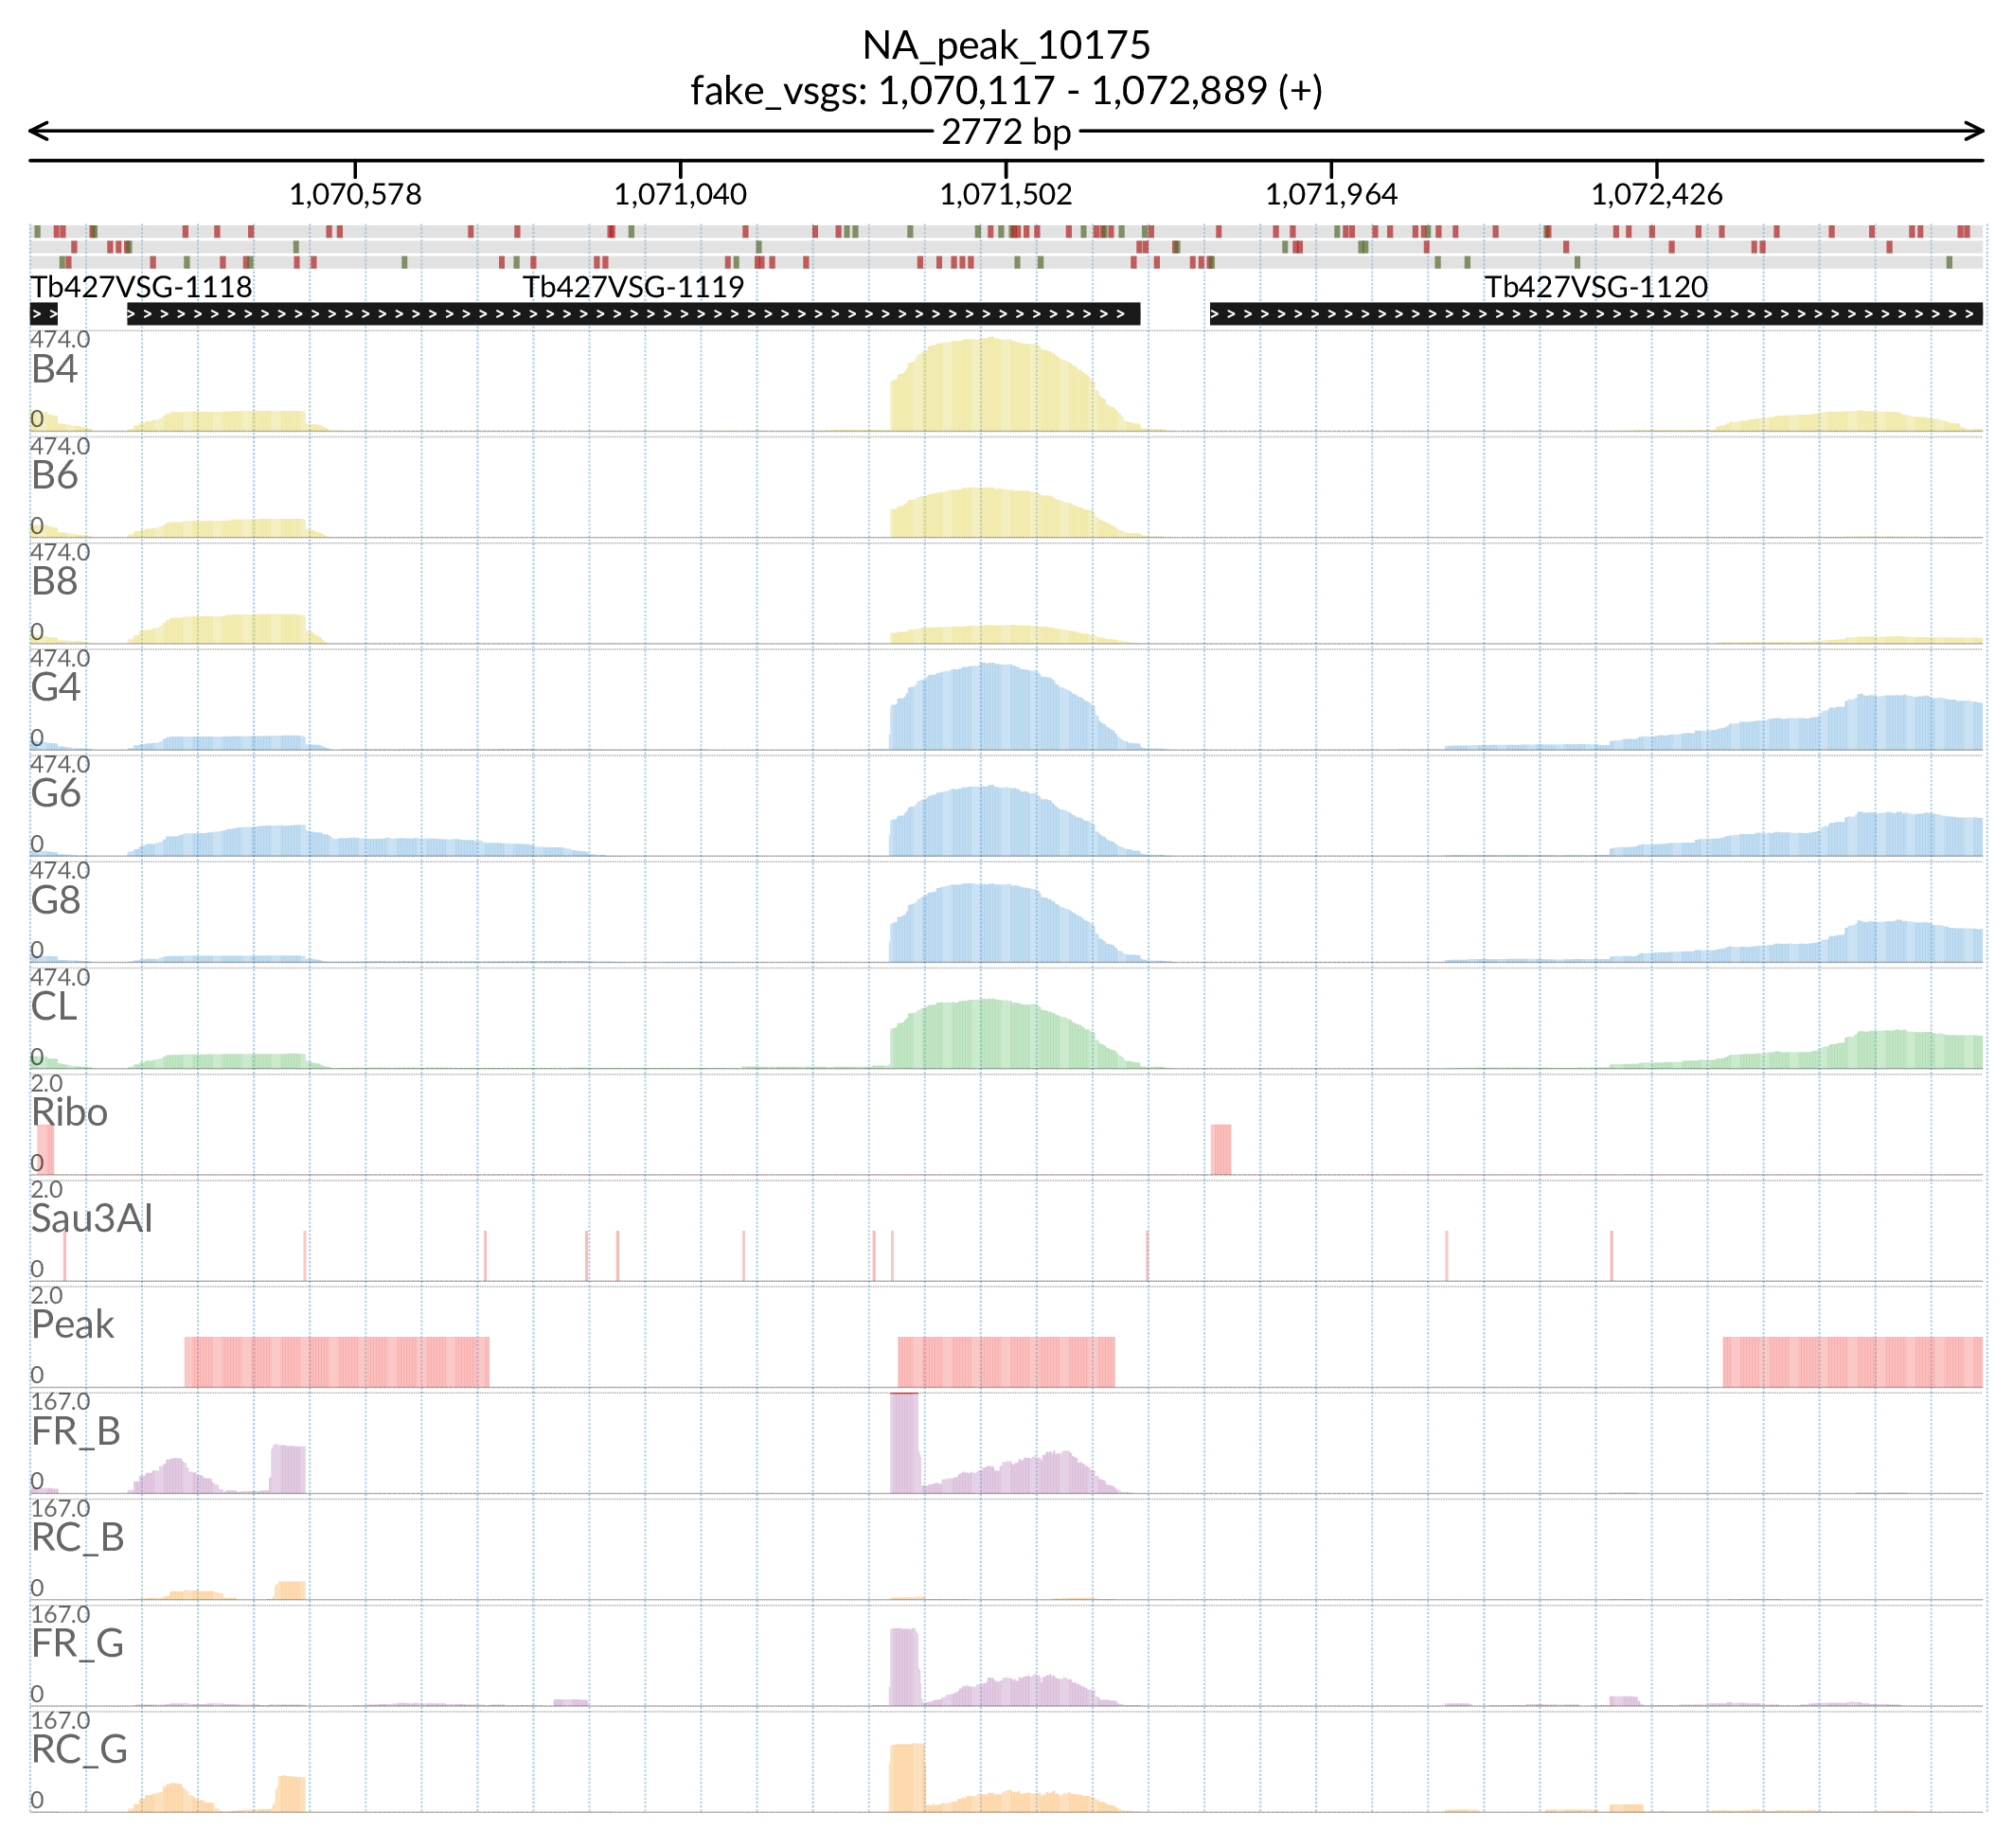 NA_peak_10175
fake_vsgs: 1,070,117 - 1,072,889 (+)
2772 bp
1,070,578 1,071,040 1,071,502 1,071,964 1,072,426
Tb427VSG-1118 Tb427VSG-1119 Tb427VSG-1120
474.0
B4
0
474.0
B6
0
474.0
B8
0
474.0
G4
0
474.0
G6
0
474.0
G8
0
474.0
CL
0
2.0
Ribo
0
2.0
Sau3AI
0
2.0
Peak
0
167.0
FR_B
0
167.0
RC_B
0
167.0
FR_G
0
167.0
RC_G
0